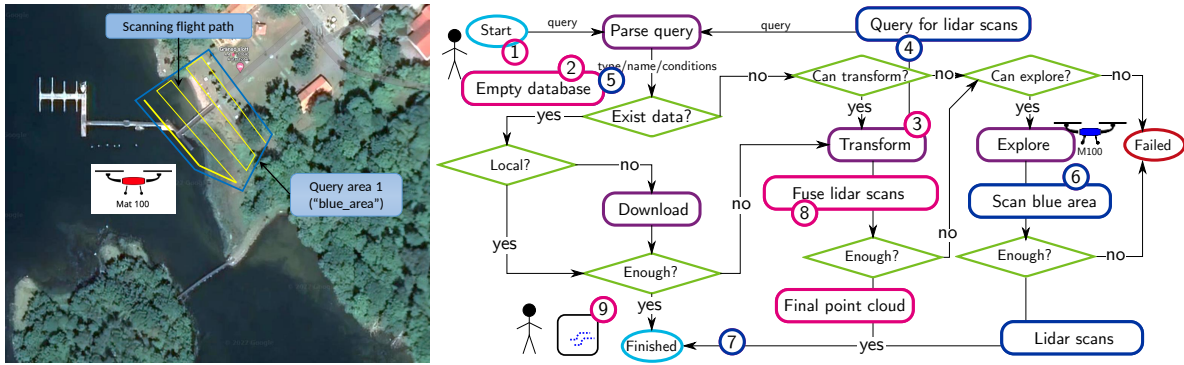 Scanning flight path
Mat 100
Query area 1
("blue_area")
Start
1
query
Parse query
query
Query for lidar scans
4
2
5
type/name/conditions
Empty database
no
Can transform?
no
Can explore?
no
yes
Exist data?
yes
3
yes
Transform
Explore
M100
Failed
Local?
no
6
Fuse lidar scans
8
Scan blue area
Download
no
no
yes
Enough?
Enough?
Enough?
no
9
yes
Final point cloud
Finished
7
yes
Lidar scans